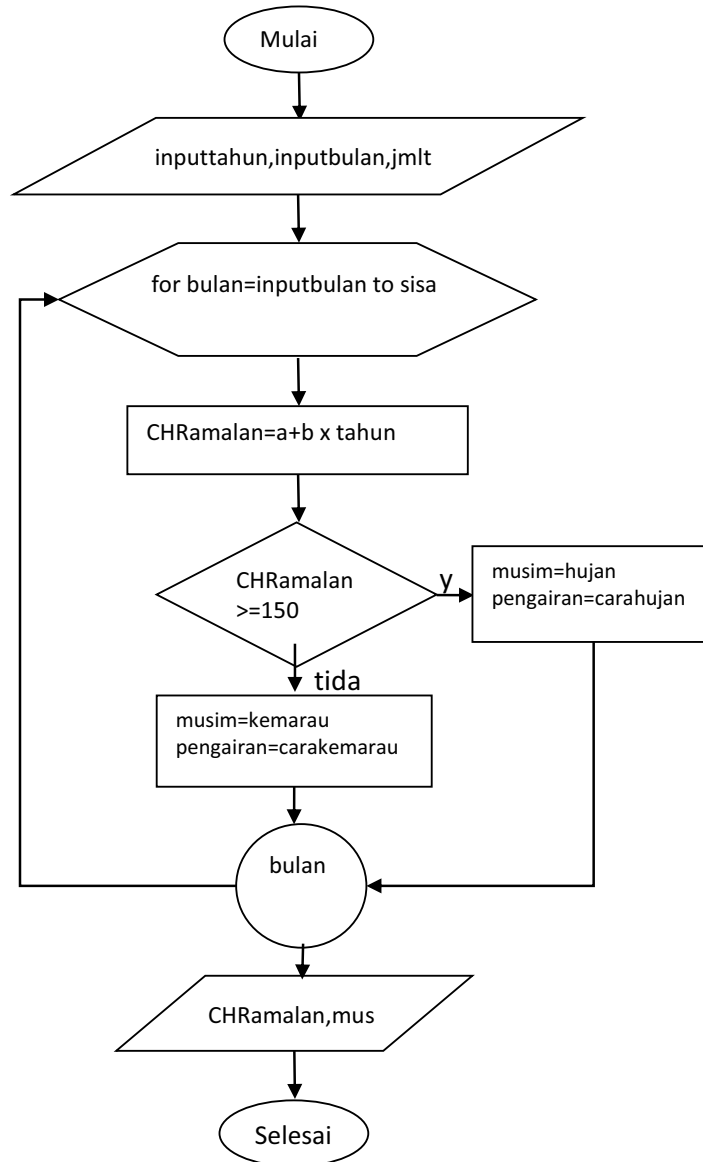 Mulai
inputtahun,inputbulan,jmlt
for bulan=inputbulan to sisa
CHRamalan=a+b x tahun
CHRamalan
>=150
y
musim=hujan
pengairan=carahujan
tida
musim=kemarau
pengairan=carakemarau
bulan
CHRamalan,mus
Selesai